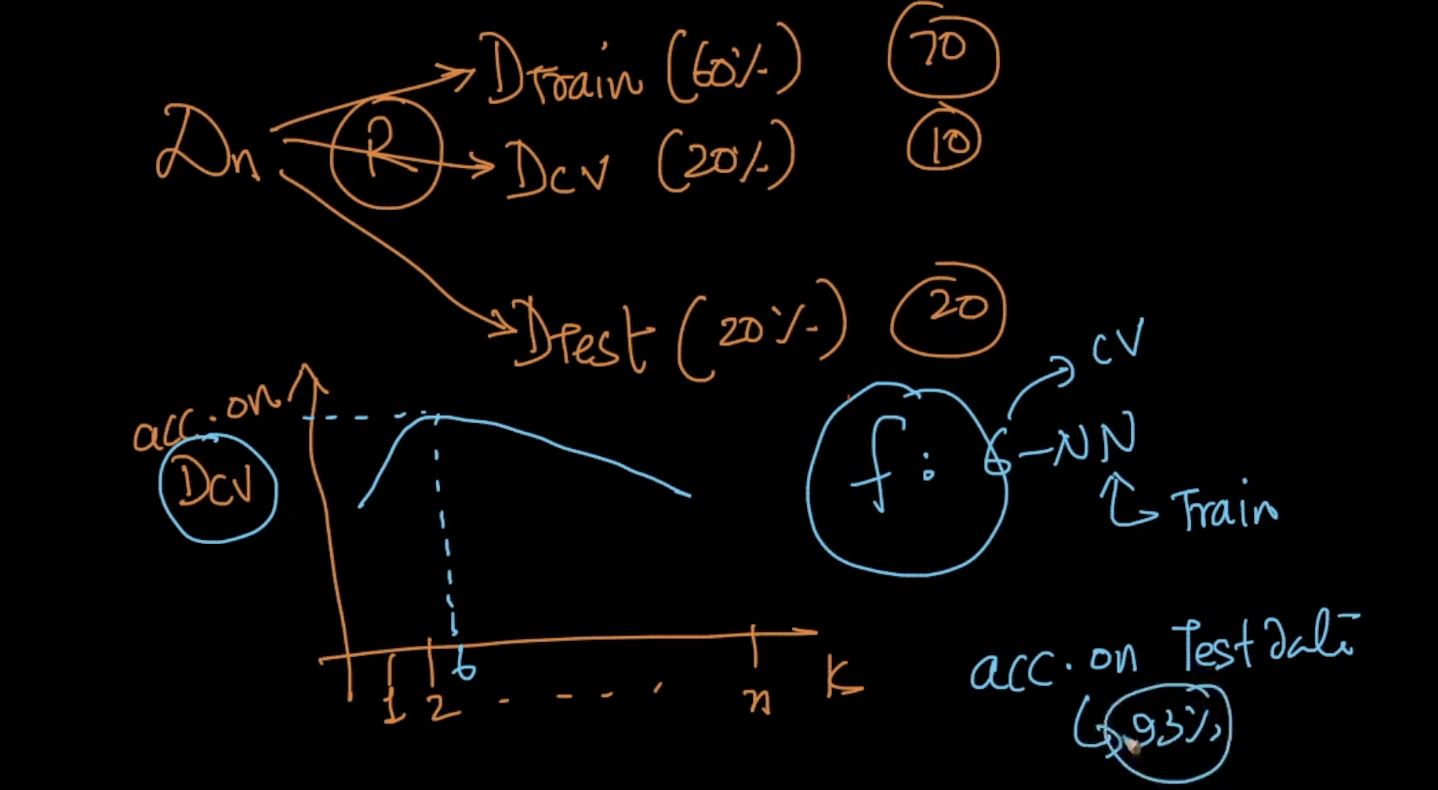 Dn
R
Dtrain (60%) 70
DCV (20%) 10
DTest (20%) 20
acc. on
DCV
1 2 6 - - - - n K
CV
f: 6-NN
Train
acc. on Test Data
93%